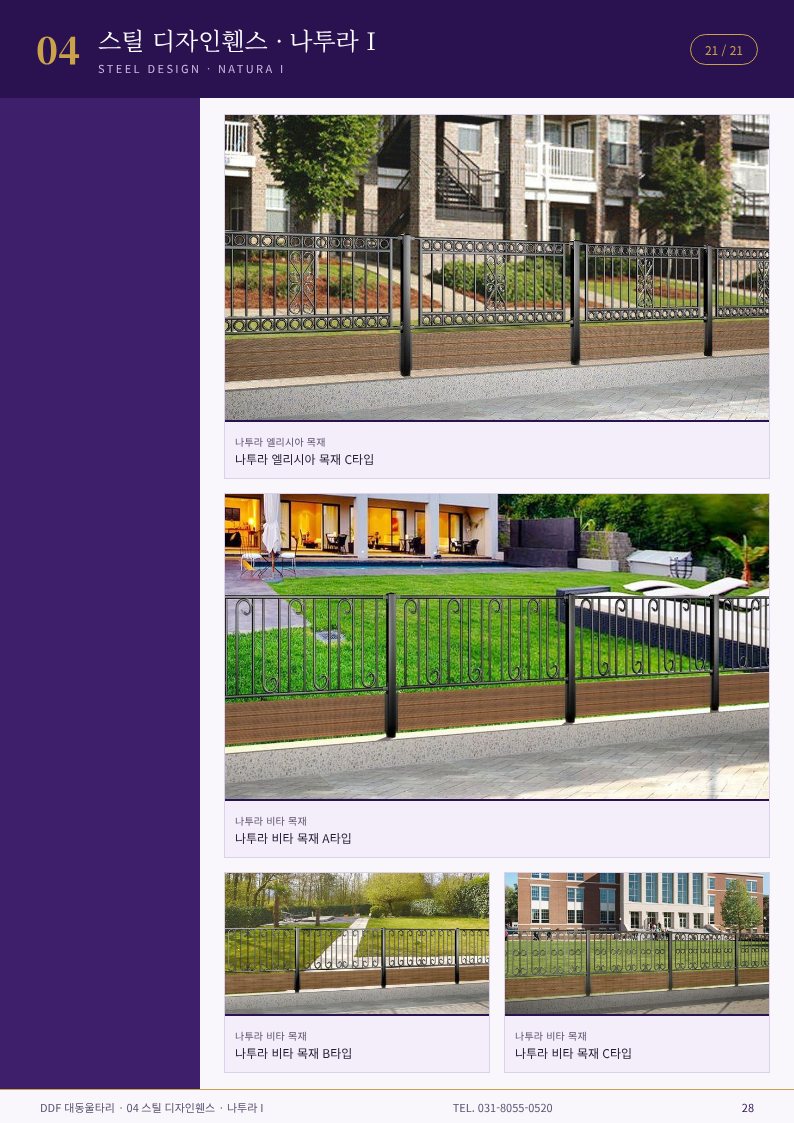 04
스틸 디자인휀스 · 나투라 I
STEEL DESIGN · NATURA I
21 / 21
나투라 엘리시아 목재
나투라 엘리시아 목재 C타입
나투라 비타 목재
나투라 비타 목재 A타입
나투라 비타 목재
나투라 비타 목재 B타입
나투라 비타 목재
나투라 비타 목재 C타입
DDF 대동울타리 · 04 스틸 디자인휀스 · 나투라 I
TEL. 031-8055-0520
28